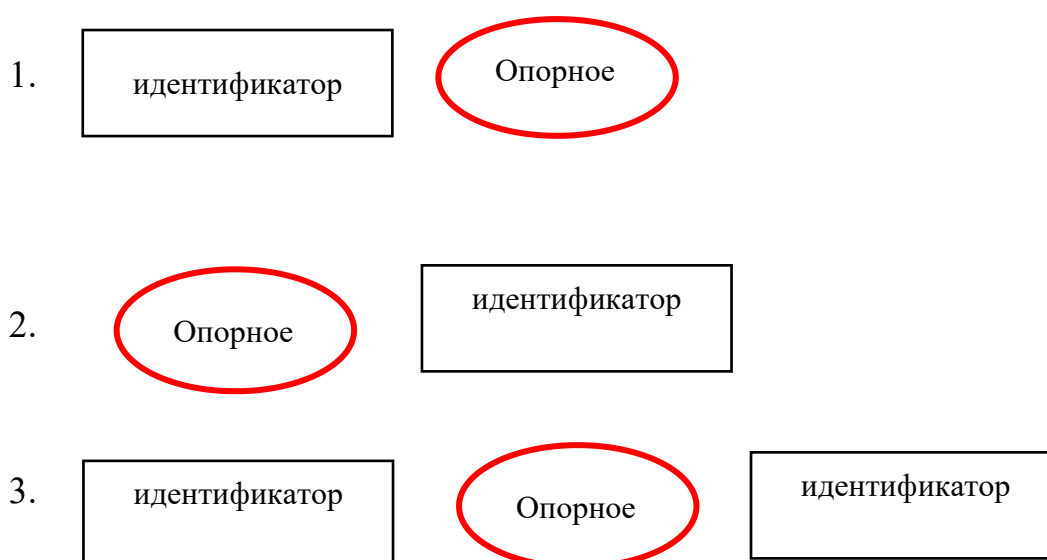 1. идентификатор Опорное
2. Опорное идентификатор
3. идентификатор Опорное идентификатор